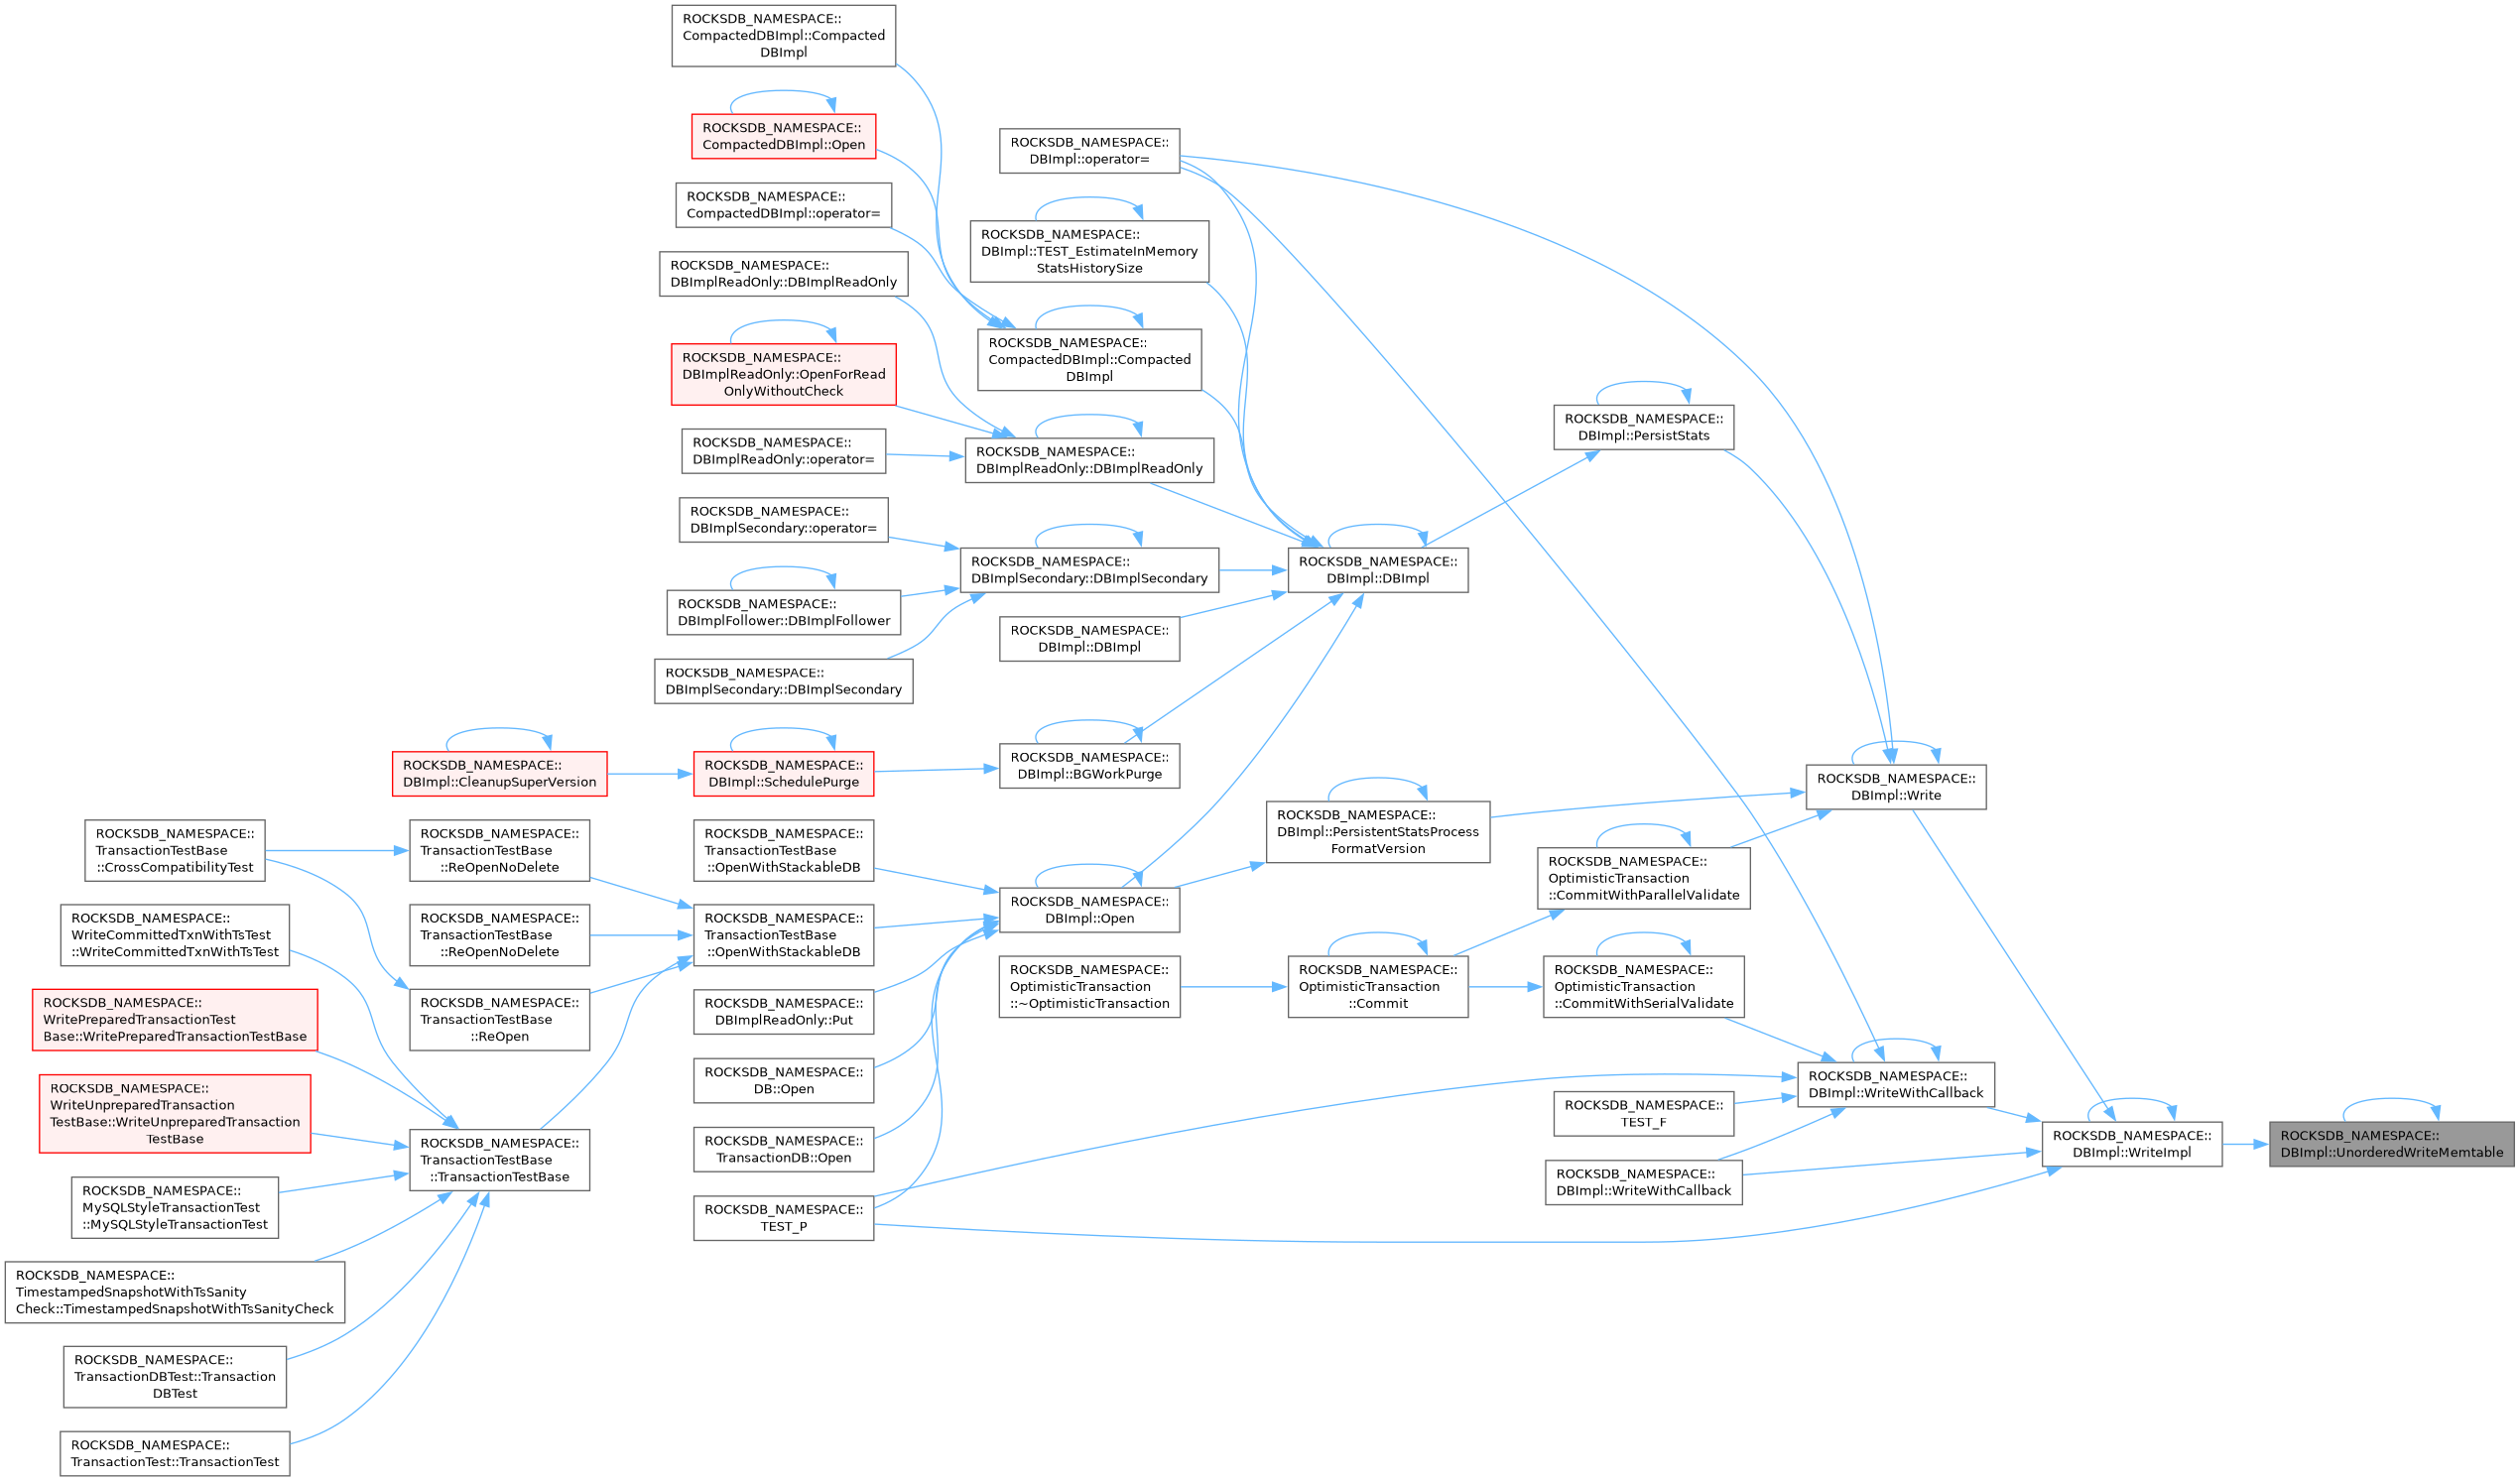 ROCKSDB_NAMESPACE::
CompactedDBImpl::Compacted
DBImpl
ROCKSDB_NAMESPACE::
CompactedDBImpl::Open
ROCKSDB_NAMESPACE::
CompactedDBImpl::operator=
ROCKSDB_NAMESPACE::
DBImplReadOnly::DBImplReadOnly
ROCKSDB_NAMESPACE::
DBImplReadOnly::OpenForRead
OnlyWithoutCheck
ROCKSDB_NAMESPACE::
DBImplReadOnly::operator=
ROCKSDB_NAMESPACE::
DBImplSecondary::operator=
ROCKSDB_NAMESPACE::
DBImplFollower::DBImplFollower
ROCKSDB_NAMESPACE::
DBImplSecondary::DBImplSecondary
ROCKSDB_NAMESPACE::
DBImpl::operator=
ROCKSDB_NAMESPACE::
DBImpl::TEST_EstimateInMemory
StatsHistorySize
ROCKSDB_NAMESPACE::
CompactedDBImpl::Compacted
DBImpl
ROCKSDB_NAMESPACE::
DBImplReadOnly::DBImplReadOnly
ROCKSDB_NAMESPACE::
DBImplSecondary::DBImplSecondary
ROCKSDB_NAMESPACE::
DBImpl::DBImpl
ROCKSDB_NAMESPACE::
DBImpl::DBImpl
ROCKSDB_NAMESPACE::
DBImpl::PersistStats
ROCKSDB_NAMESPACE::
DBImpl::CleanupSuperVersion
ROCKSDB_NAMESPACE::
DBImpl::SchedulePurge
ROCKSDB_NAMESPACE::
DBImpl::BGWorkPurge
ROCKSDB_NAMESPACE::
DBImpl::PersistentStatsProcess
FormatVersion
ROCKSDB_NAMESPACE::
DBImpl::Write
ROCKSDB_NAMESPACE::
TransactionTestBase
::CrossCompatibilityTest
ROCKSDB_NAMESPACE::
TransactionTestBase
::ReOpenNoDelete
ROCKSDB_NAMESPACE::
TransactionTestBase
::OpenWithStackableDB
ROCKSDB_NAMESPACE::
DBImpl::Open
ROCKSDB_NAMESPACE::
OptimisticTransaction
::CommitWithParallelValidate
ROCKSDB_NAMESPACE::
WriteCommittedTxnWithTsTest
::WriteCommittedTxnWithTsTest
ROCKSDB_NAMESPACE::
TransactionTestBase
::ReOpenNoDelete
ROCKSDB_NAMESPACE::
TransactionTestBase
::OpenWithStackableDB
ROCKSDB_NAMESPACE::
OptimisticTransaction
::~OptimisticTransaction
ROCKSDB_NAMESPACE::
OptimisticTransaction
::Commit
ROCKSDB_NAMESPACE::
OptimisticTransaction
::CommitWithSerialValidate
ROCKSDB_NAMESPACE::
WritePreparedTransactionTest
Base::WritePreparedTransactionTestBase
ROCKSDB_NAMESPACE::
TransactionTestBase
::ReOpen
ROCKSDB_NAMESPACE::
DBImplReadOnly::Put
ROCKSDB_NAMESPACE::
DB::Open
ROCKSDB_NAMESPACE::
DBImpl::WriteWithCallback
ROCKSDB_NAMESPACE::
TEST_F
ROCKSDB_NAMESPACE::
WriteUnpreparedTransaction
TestBase::WriteUnpreparedTransaction
TestBase
ROCKSDB_NAMESPACE::
TransactionTestBase
::TransactionTestBase
ROCKSDB_NAMESPACE::
TransactionDB::Open
ROCKSDB_NAMESPACE::
DBImpl::WriteWithCallback
ROCKSDB_NAMESPACE::
DBImpl::WriteImpl
ROCKSDB_NAMESPACE::
DBImpl::UnorderedWriteMemtable
ROCKSDB_NAMESPACE::
MySQLStyleTransactionTest
::MySQLStyleTransactionTest
ROCKSDB_NAMESPACE::
TEST_P
ROCKSDB_NAMESPACE::
TimestampedSnapshotWithTsSanity
Check::TimestampedSnapshotWithTsSanityCheck
ROCKSDB_NAMESPACE::
TransactionDBTest::Transaction
DBTest
ROCKSDB_NAMESPACE::
TransactionTest::TransactionTest